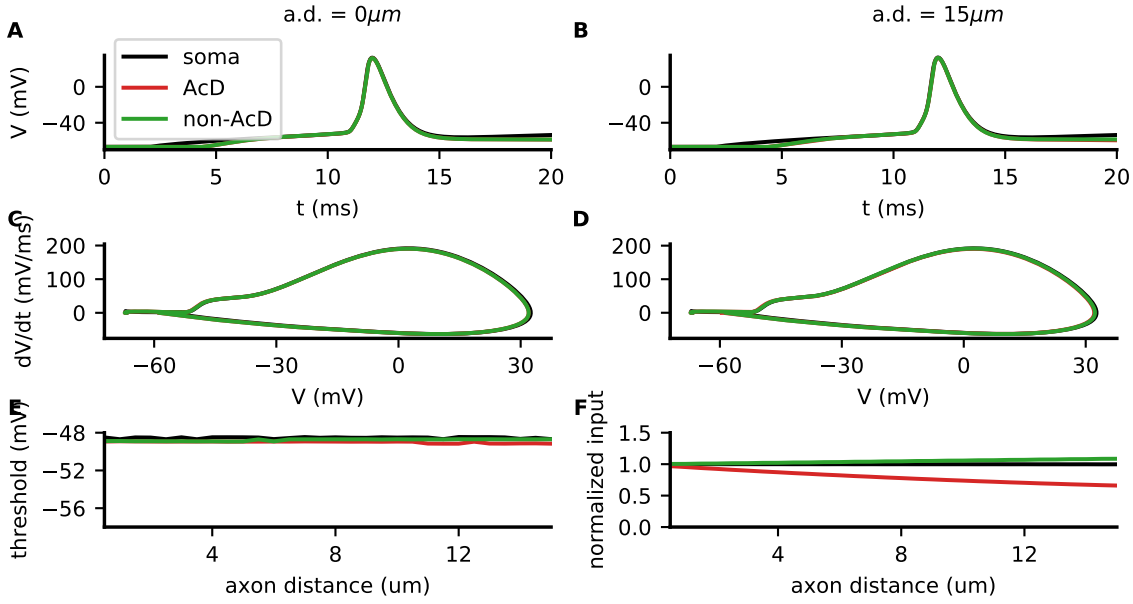 a.d. = 0μm
a.d. = 15μm
A
B
soma
AcD
non-AcD
V (mV)
0
−40
0
−40
0 5 10 15 20
0 5 10 15 20
t (ms)
t (ms)
C
D
dV/dt (mV/ms)
200
100
0
200
100
0
−60 −30 0 30
−60 −30 0 30
V (mV)
V (mV)
E
F
threshold (mV)
−48
−52
−56
normalized input
1.5
1.0
0.5
0.0
4 8 12
4 8 12
axon distance (um)
axon distance (um)